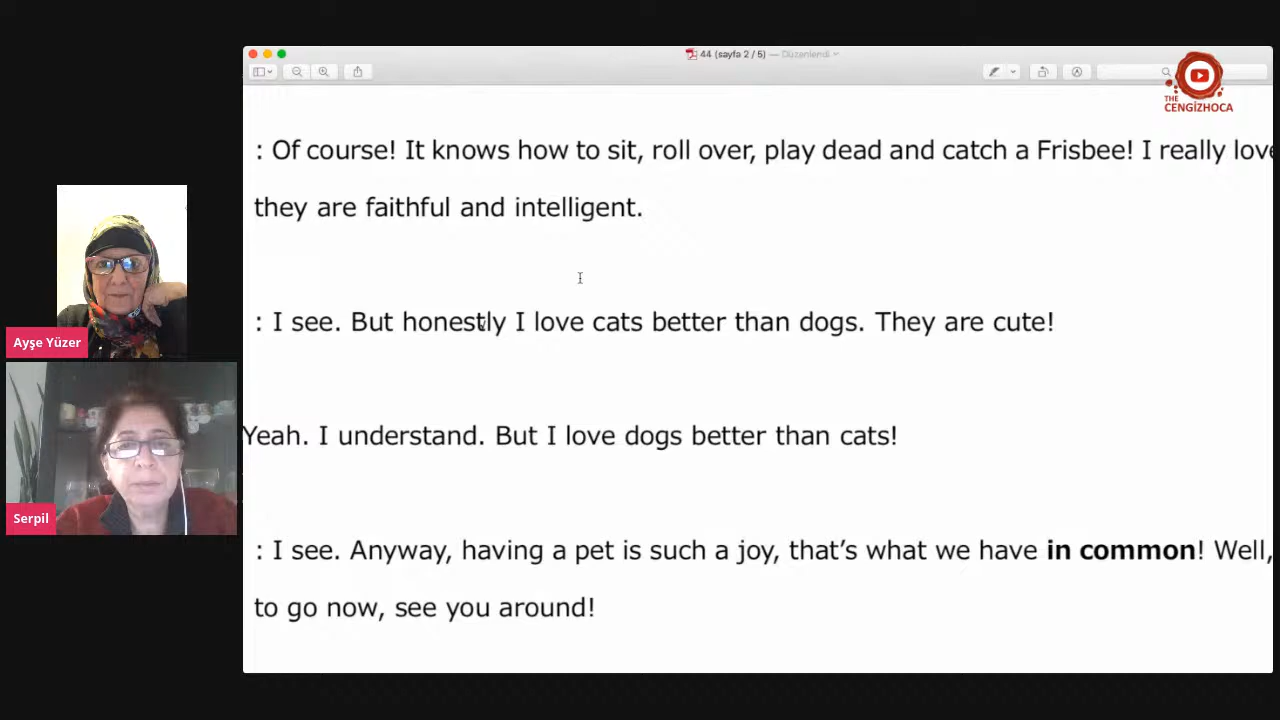 44 (sayfa 2 / 5) — Düzenlendi
THE
CENGİZHOCA
: Of course! It knows how to sit, roll over, play dead and catch a Frisbee! I really love
they are faithful and intelligent.
: I see. But honestly I love cats better than dogs. They are cute!
Yeah. I understand. But I love dogs better than cats!
: I see. Anyway, having a pet is such a joy, that’s what we have in common! Well,
to go now, see you around!
Ayşe Yüzer
Serpil